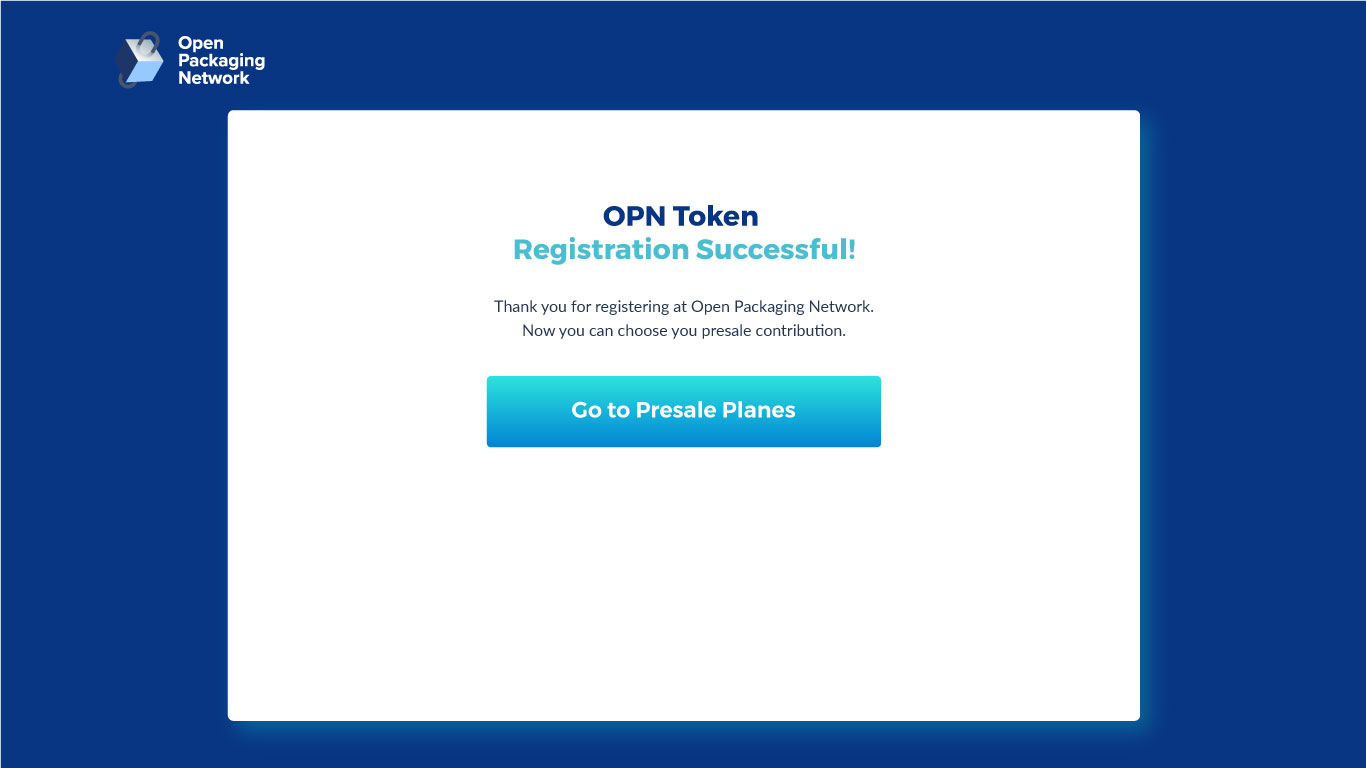 Open
Packaging
Network
OPN Token
Registration Successful!
Thank you for registering at Open Packaging Network.
Now you can choose you presale contribution.
Go to Presale Planes